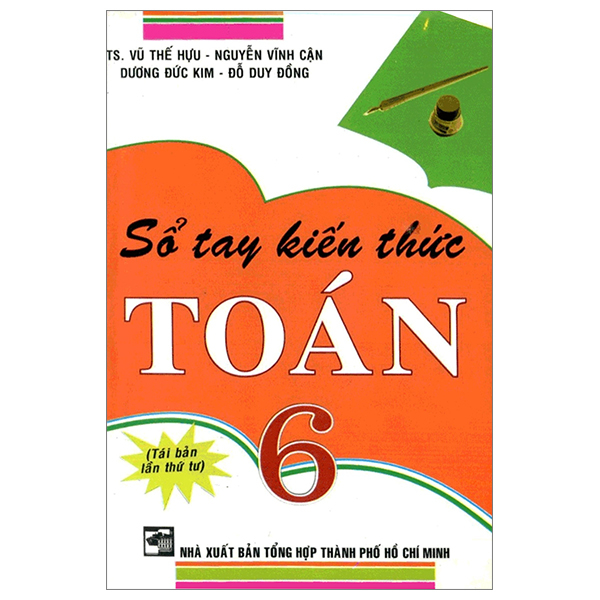 TS. VŨ THẾ HỰU - NGUYỄN VĨNH CẬN
DƯƠNG ĐỨC KIM - ĐỖ DUY ĐỒNG
Sổ tay kiến thức
TOÁN
6
(Tái bản
lần thứ tư)
NHÀ XUẤT BẢN TỔNG HỢP THÀNH PHỐ HỒ CHÍ MINH